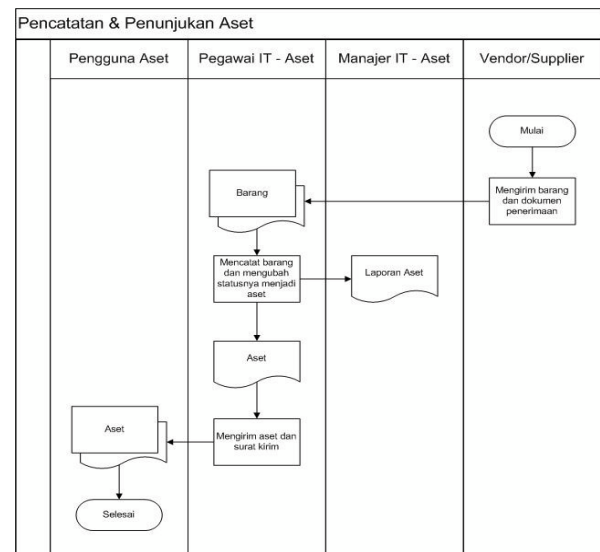 Pencatatan & Penunjukan Aset
Pengguna Aset
Pegawai IT - Aset
Manajer IT - Aset
Vendor/Supplier
Mulai
Mengirim barang
dan dokumen
penerimaan
Barang
Mencatat barang
dan mengubah
statusnya menjadi
aset
Laporan Aset
Aset
Mengirim aset dan
surat kirim
Aset
Selesai